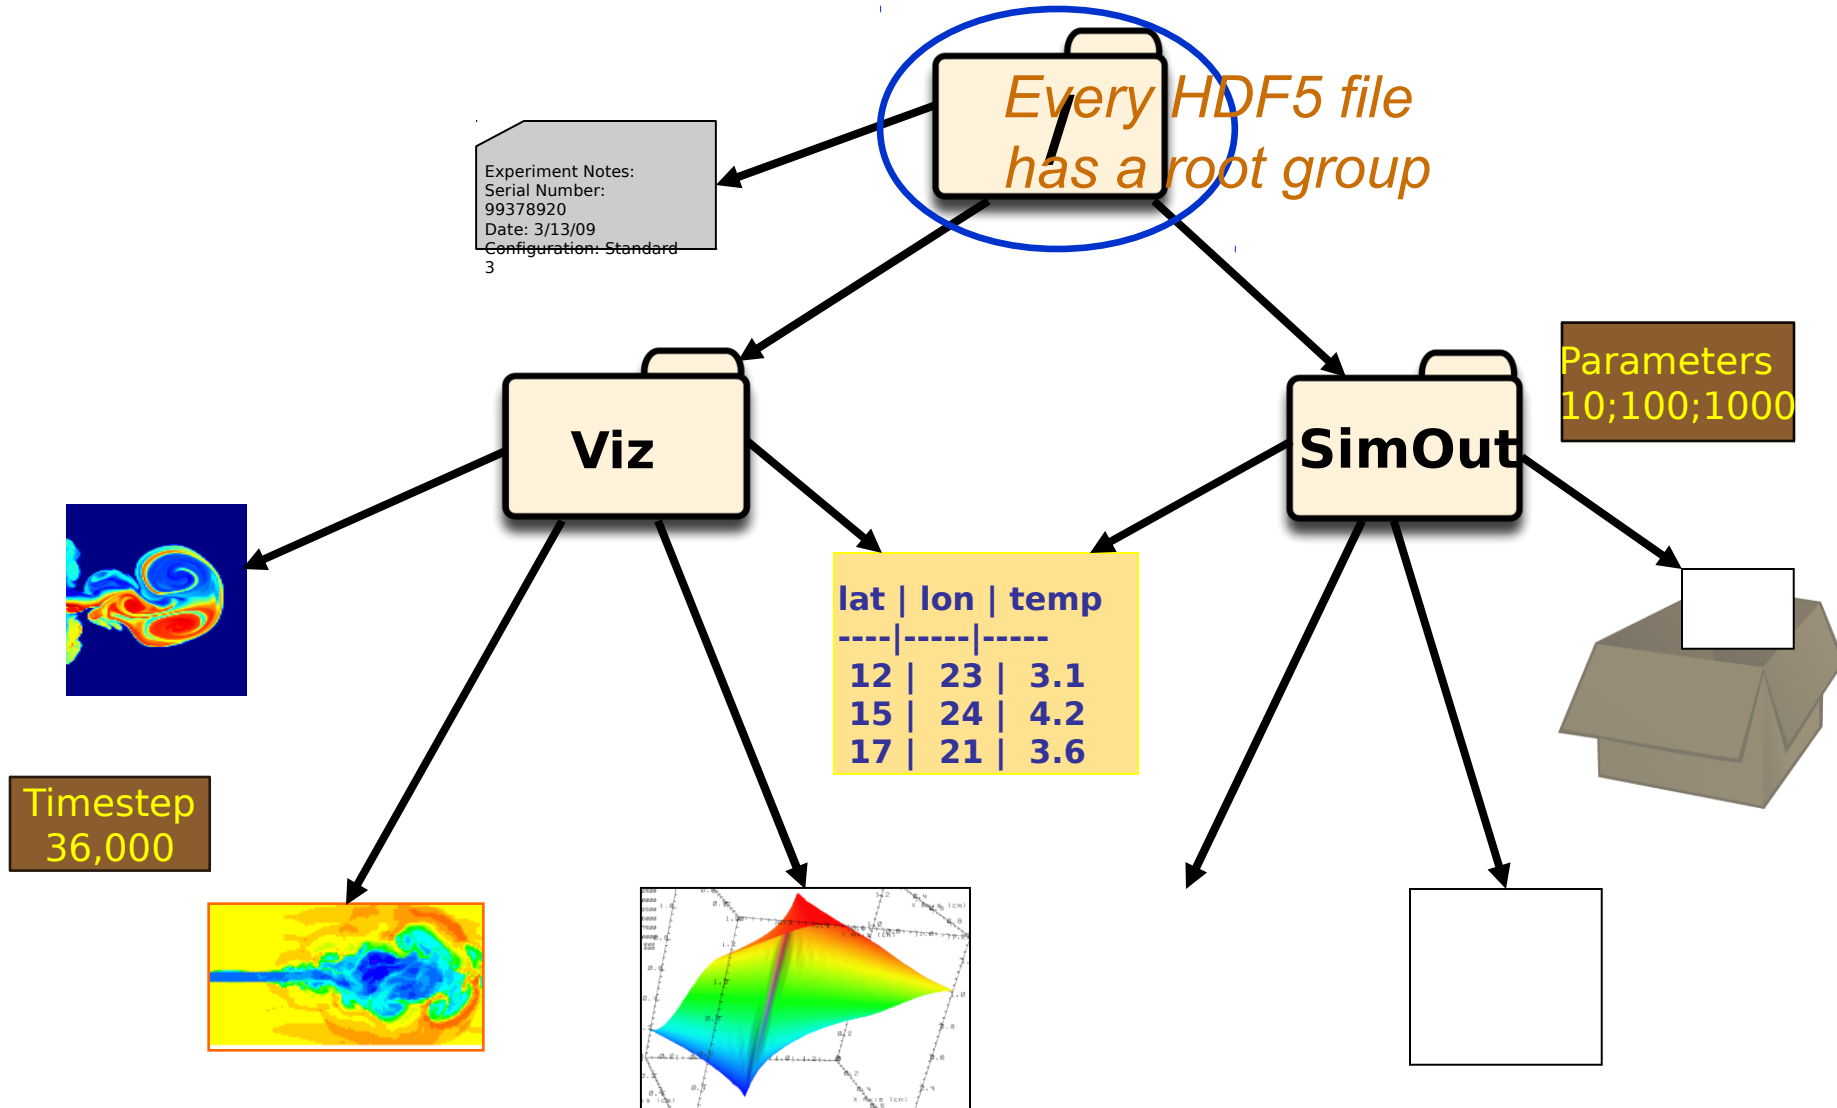 Every HDF5 file
has a root group
/
Experiment Notes:
Serial Number:
99378920
Date: 3/13/09
Configuration: Standard
3
Viz
SimOut
Parameters
10;100;1000
lat | lon | temp
----|-----|-----
12 | 23 | 3.1
15 | 24 | 4.2
17 | 21 | 3.6
Timestep
36,000